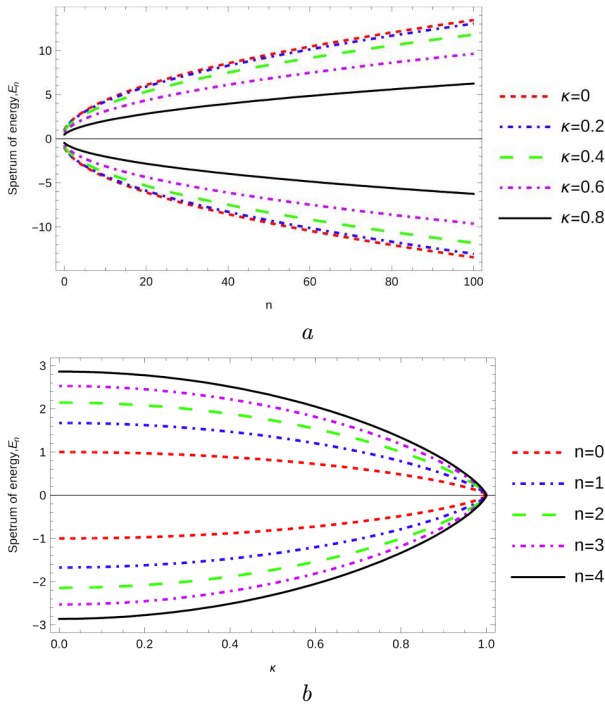 10
5
0
−5
−10
Spetrum of energy,Eₙ
0
20
40
60
80
100
n
κ=0
κ=0.2
κ=0.4
κ=0.6
κ=0.8
a
3
2
1
0
−1
−2
−3
Spetrum of energy,Eₙ
0.0
0.2
0.4
0.6
0.8
1.0
κ
n=0
n=1
n=2
n=3
n=4
b